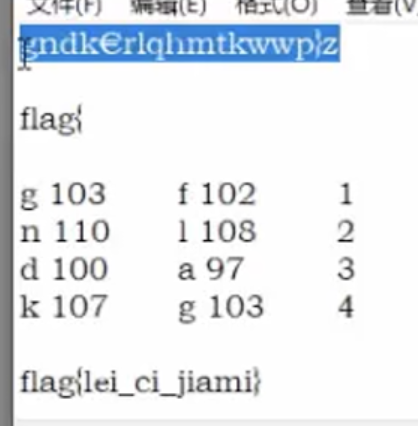 文件(F) 编辑(E) 格式(O) 查看(V)
gndk€rlqhmtkwwp}z
flag{
g 103 f 102 1
n 110 l 108 2
d 100 a 97 3
k 107 g 103 4
flag{lei_ci_jiami}